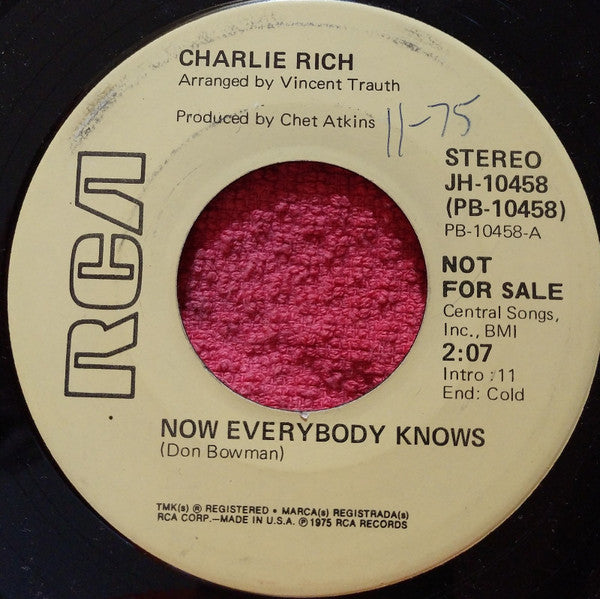 CHARLIE RICH
Arranged by Vincent Trauth
Produced by Chet Atkins
11-75
RCA
STEREO
JH-10458
(PB-10458)
PB-10458-A
NOT
FOR SALE
Central Songs,
Inc., BMI
2:07
Intro :11
End: Cold
NOW EVERYBODY KNOWS
(Don Bowman)
TMK(s) ® REGISTERED • MARCA(s) REGISTRADA(s)
RCA CORP.—MADE IN U.S.A. ℗ 1975 RCA RECORDS